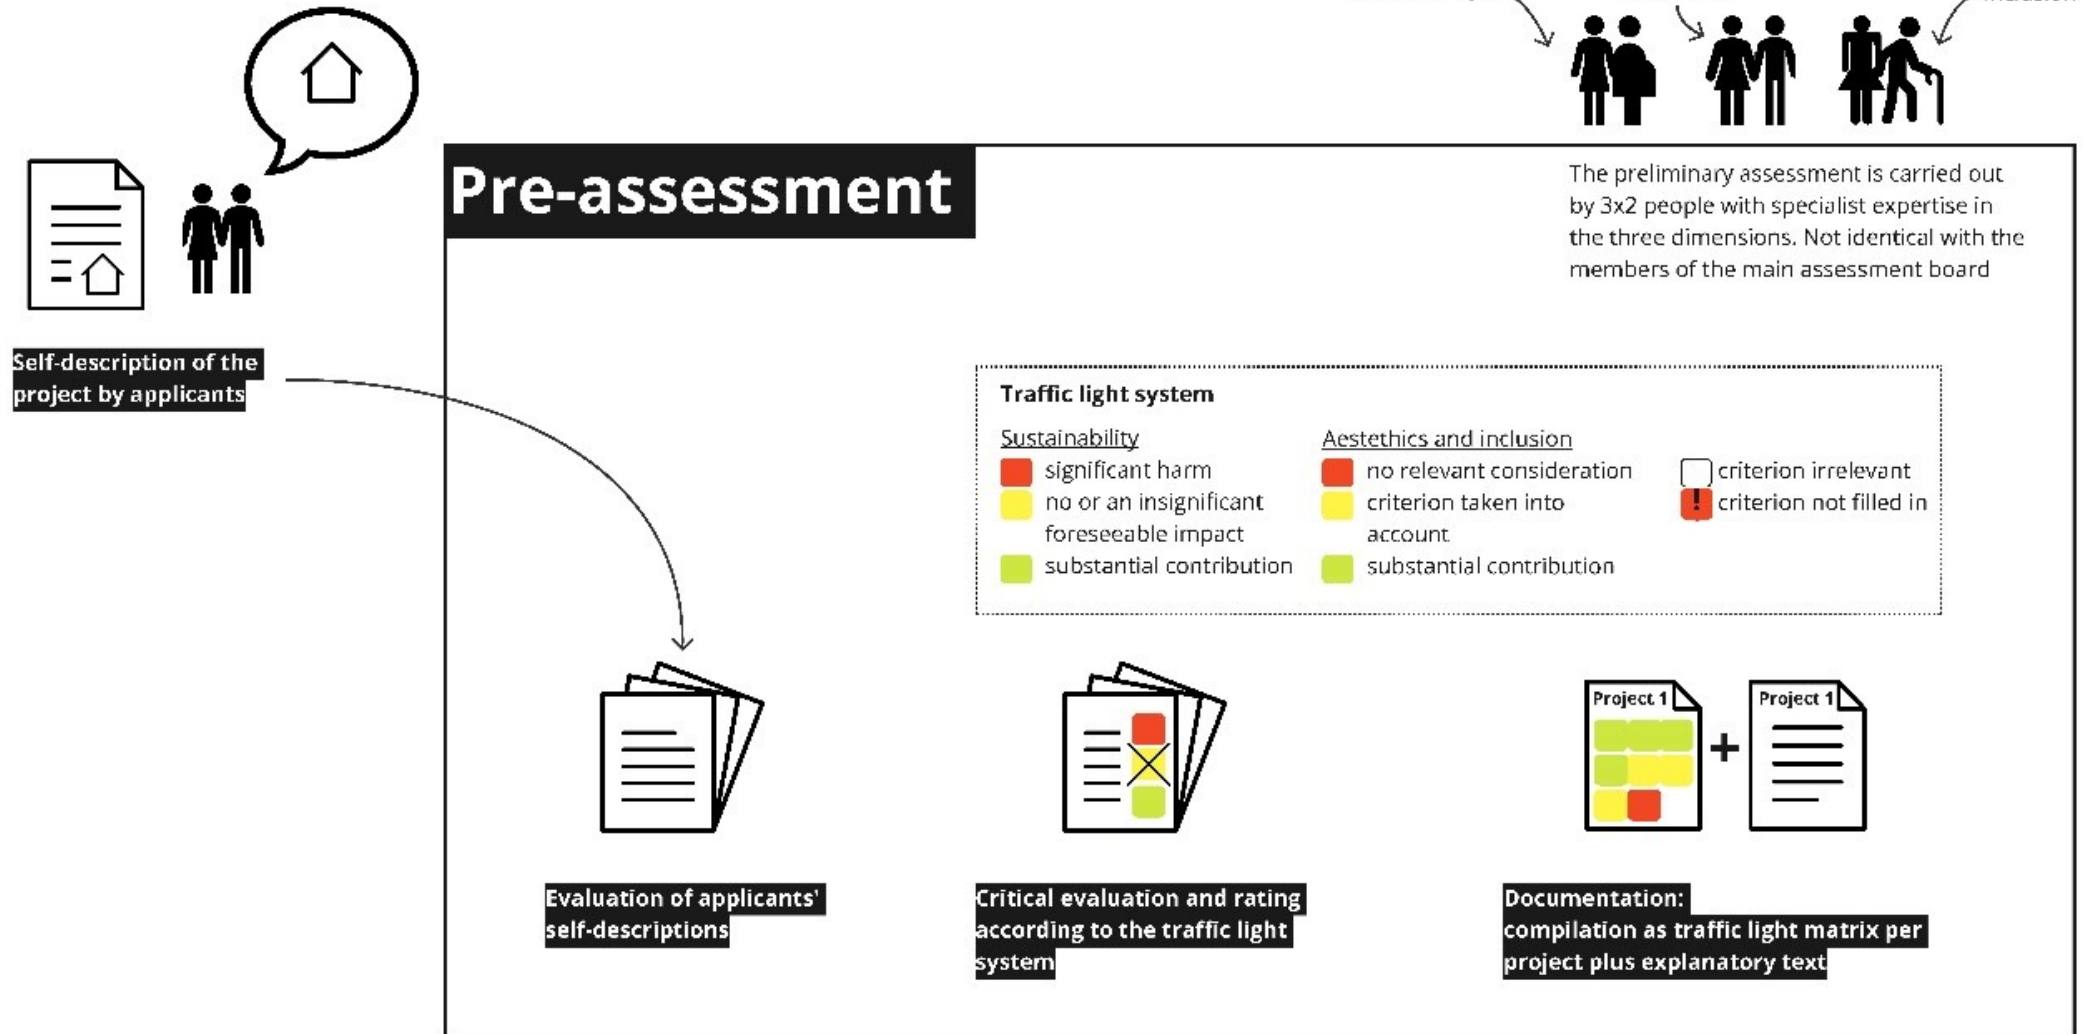 Pre-assessment
The preliminary assessment is carried out
by 3x2 people with specialist expertise in
the three dimensions. Not identical with the
members of the main assessment board
Self-description of the
project by applicants
Traffic light system
Sustainability
significant harm
no or an insignificant
foreseeable impact
substantial contribution
Aestethics and inclusion
no relevant consideration
criterion taken into
account
substantial contribution
criterion irrelevant
! criterion not filled in
Project 1
+
Project 1
Evaluation of applicants'
self-descriptions
Critical evaluation and rating
according to the traffic light
system
Documentation:
compilation as traffic light matrix per
project plus explanatory text